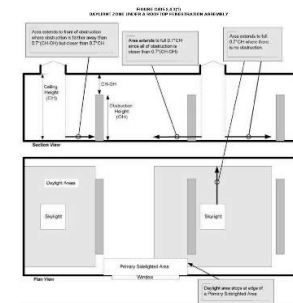 DAYLIGHT ZONE UNDER A ROOFTOP FENESTRATION ASSEMBLY
Area extends in front of obstruction
where obstruction is further away than
0.7*(CH-OH) but closer than 0.7*CH
Area extends to full 0.7*CH
since all of obstruction is
closer than 0.7*(CH-OH)
Area extends to full
0.7*CH where there
is no obstruction.
Ceiling
Height
(CH)
CH-OH
Obstruction
Height
(OH)
Section View
Daylight Areas
Skylight
Skylight
Primary Sidelighted Area
Window
Plan View
Daylight area stops at edge of
a Primary Sidelighted Area